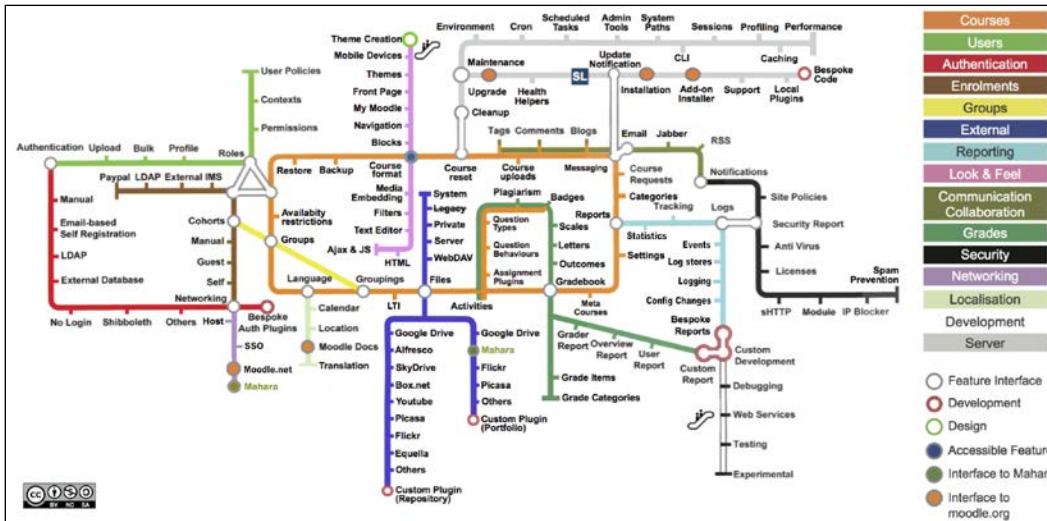 Environment
Cron
Scheduled
Tasks
Admin
Tools
System
Paths
Sessions
Profiling
Performance
Theme Creation
Mobile Devices
Themes
Front Page
My Moodle
Navigation
Blocks
Course
format
Media
Embedding
Filters
Text Editor
Ajax & JS
HTML
Maintenance
Upgrade
Health
Helpers
SL
Update
Notification
Installation
CLI
Add-on
Installer
Support
Caching
Local
Plugins
Bespoke
Code
Cleanup
User Policies
Contexts
Permissions
Authentication
Upload
Bulk
Profile
Roles
Paypal
LDAP
External
IMS
Restore
Backup
Course
reset
Tags
Comments
Blogs
Course
uploads
Messaging
Email
Jabber
RSS
Notifications
Course
Requests
Categories
Reports
Tracking
Statistics
Logs
Settings
Site Policies
Security Report
Anti Virus
Licenses
Spam
Prevention
sHTTP
Module
IP Blocker
Manual
Email-based
Self Registration
LDAP
External Database
No Login
Shibboleth
Others
Bespoke
Auth Plugins
Cohorts
Manual
Guest
Self
Networking
Host
SSO
Moodle.net
Mahara
Availabity
restrictions
Groups
Language
Groupings
Calendar
Location
Moodle Docs
Translation
LTI
System
Legacy
Private
Server
WebDAV
Files
Plagiarism
Badges
Question
Types
Question
Behaviours
Assignment
Plugins
Activities
Scales
Letters
Outcomes
Gradebook
Meta
Courses
Events
Log stores
Logging
Config Changes
Bespoke
Reports
Google Drive
Alfresco
SkyDrive
Box.net
Youtube
Picasa
Flickr
Equella
Others
Custom Plugin
(Repository)
Google Drive
Mahara
Flickr
Picasa
Others
Custom Plugin
(Portfolio)
Grader
Report
Overview
Report
User
Report
Custom
Report
Custom
Development
Grade Items
Grade Categories
Debugging
Web Services
Testing
Experimental
Courses
Users
Authentication
Enrolments
Groups
External
Reporting
Look & Feel
Communication
Collaboration
Grades
Security
Networking
Localisation
Development
Server
Feature Interface
Development
Design
Accessible Feature
Interface to Mahar
Interface to
moodle.org
cc
BY NC SA